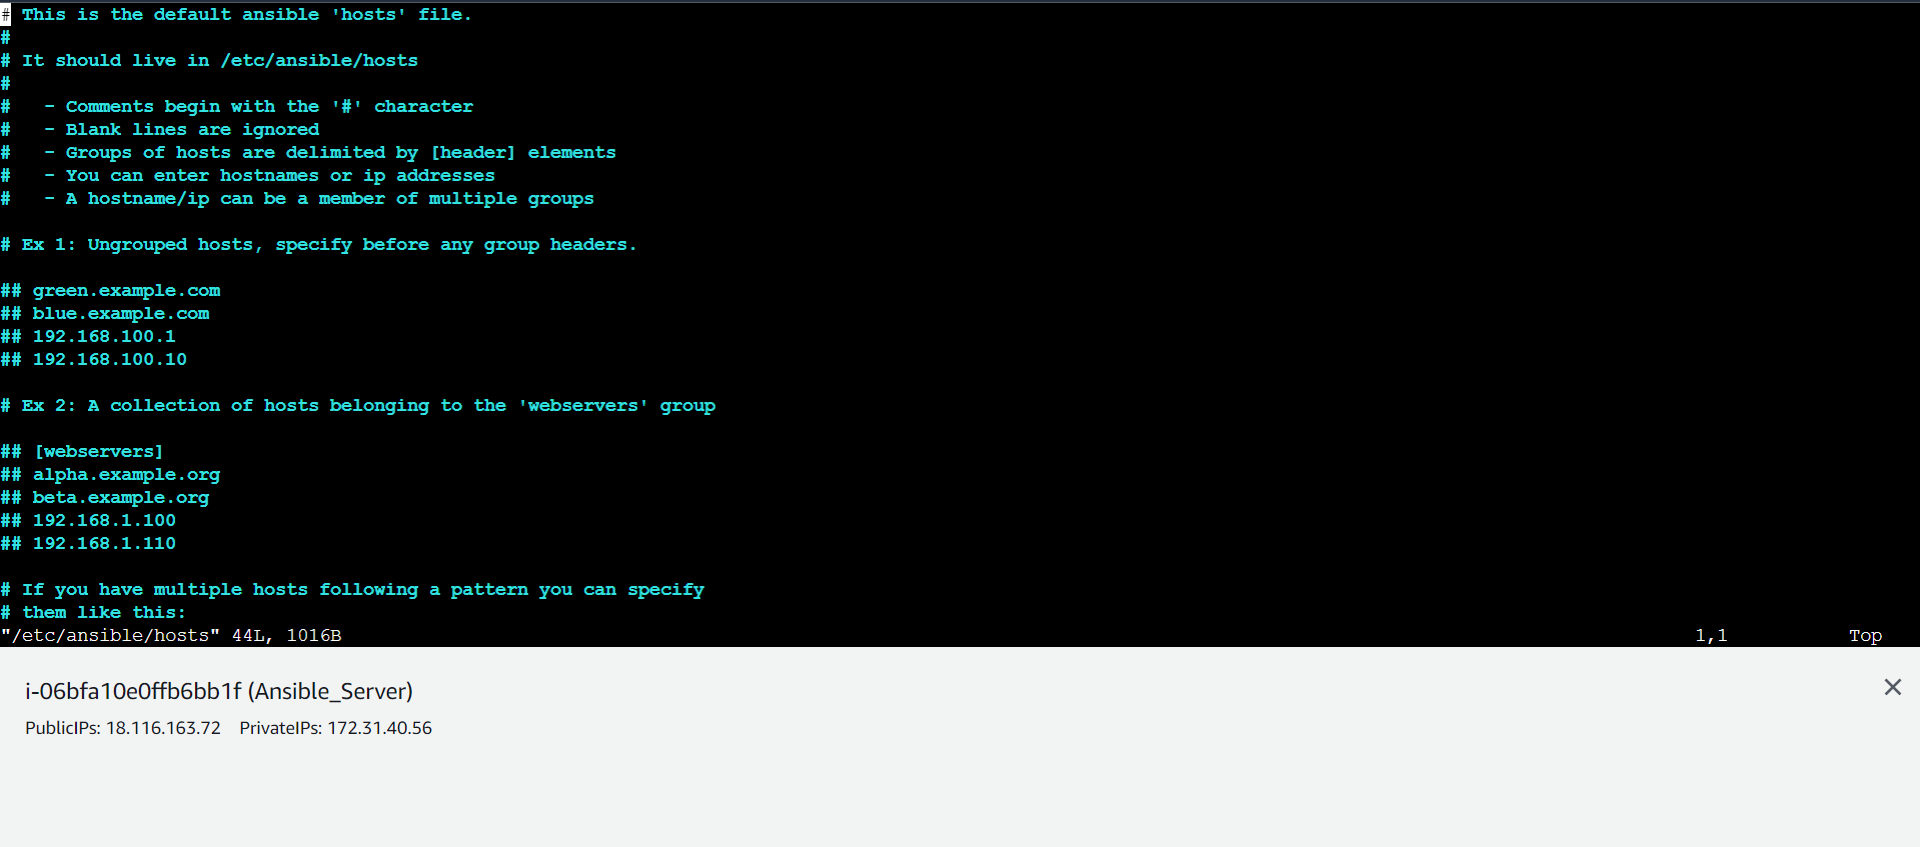 # This is the default ansible 'hosts' file.
#
# It should live in /etc/ansible/hosts
#
#   - Comments begin with the '#' character
#   - Blank lines are ignored
#   - Groups of hosts are delimited by [header] elements
#   - You can enter hostnames or ip addresses
#   - A hostname/ip can be a member of multiple groups
# Ex 1: Ungrouped hosts, specify before any group headers.
## green.example.com
## blue.example.com
## 192.168.100.1
## 192.168.100.10
# Ex 2: A collection of hosts belonging to the 'webservers' group
## [webservers]
## alpha.example.org
## beta.example.org
## 192.168.1.100
## 192.168.1.110
# If you have multiple hosts following a pattern you can specify
# them like this:
"/etc/ansible/hosts" 44L, 1016B 1,1 Top
i-06bfa10e0ffb6bb1f (Ansible_Server)
PublicIPs: 18.116.163.72 PrivateIPs: 172.31.40.56